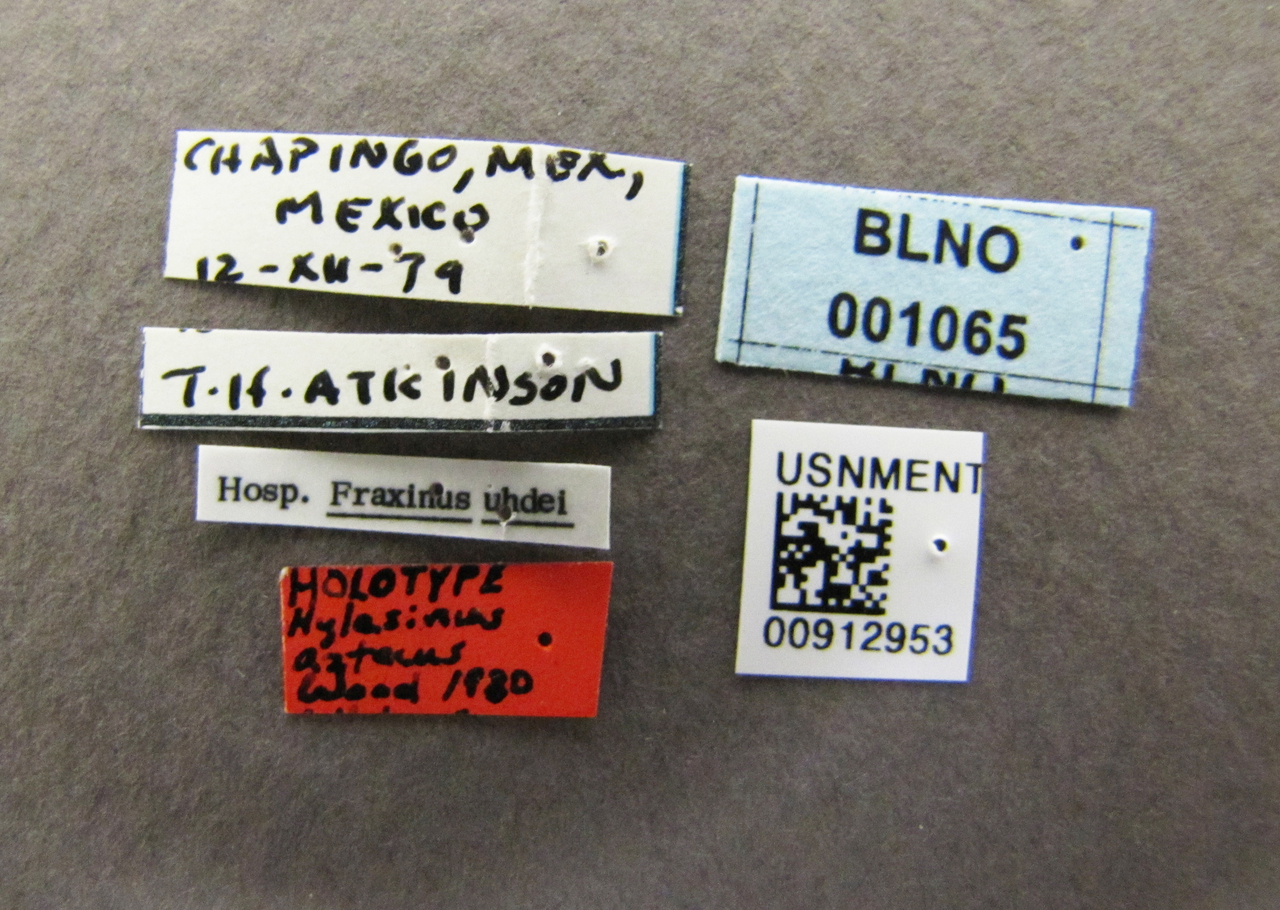 CHAPINGO, MEX,
MEXICO
12-XII-79
T.H. ATKINSON
Hosp. Fraxinus uhdei
HOLOTYPE
Hylesinus
aztecus
Wood 1980
BLNO
001065
BLNO
USNMENT
00912953